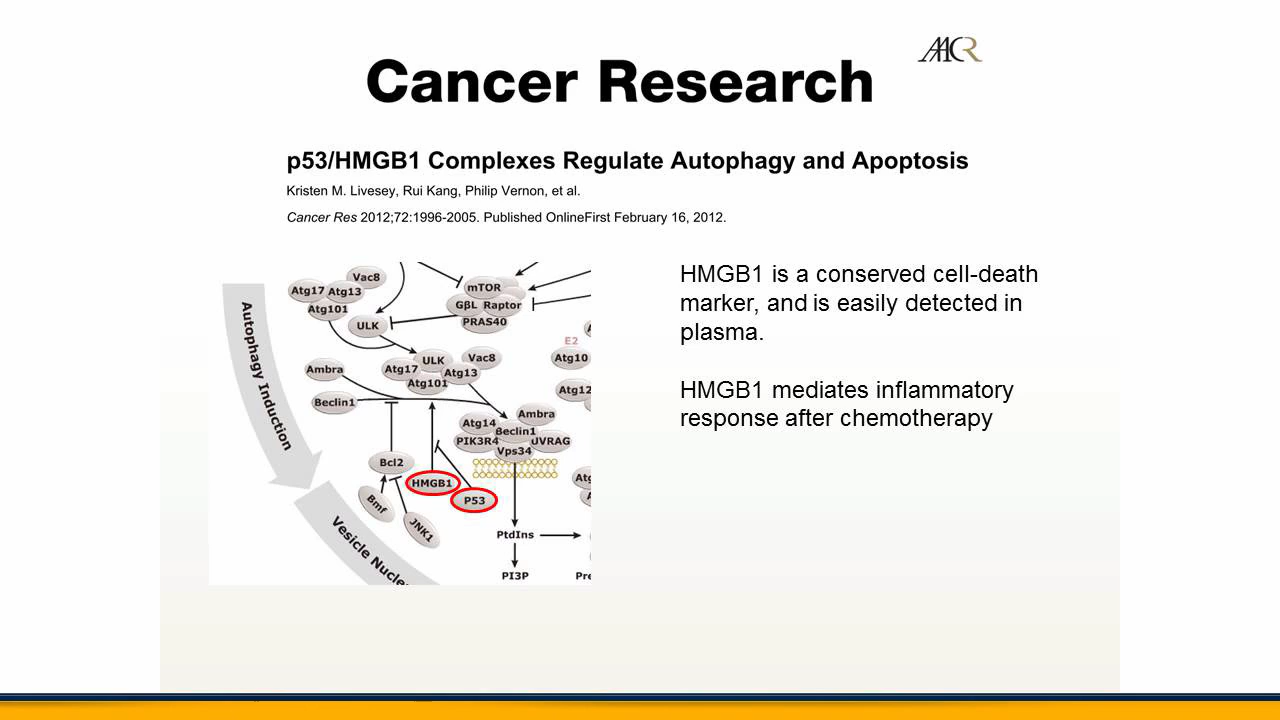 AACR
Cancer Research
p53/HMGB1 Complexes Regulate Autophagy and Apoptosis
Kristen M. Livesey, Rui Kang, Philip Vernon, et al.
Cancer Res 2012;72:1996-2005. Published OnlineFirst February 16, 2012.
HMGB1 is a conserved cell-death
marker, and is easily detected in
plasma.
HMGB1 mediates inflammatory
response after chemotherapy
Autophagy Induction
Vesicle Nucle
Vac8
Atg17
Atg13
Atg101
ULK
mTOR
GβL
Raptor
PRAS40
E2
Atg10
Atg12
Ambra
Beclin1
ULK
Vac8
Atg17
Atg13
Atg101
Ambra
Atg14
Beclin1
PIK3R4
UVRAG
Vps34
Bcl2
HMGB1
P53
Bmf
JNK1
Atg
PtdIns
PI3P
Pre